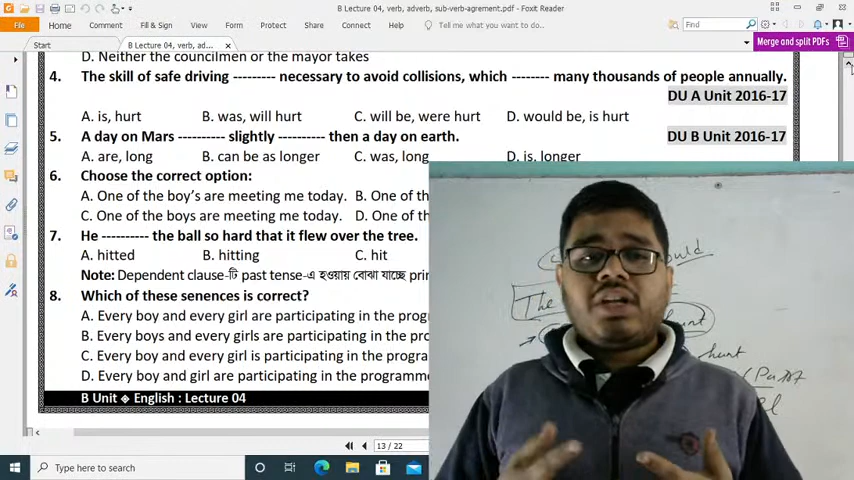 B Lecture 04, verb, adverb, sub-verb-agrement.pdf - Foxit Reader
File Home Comment Fill & Sign View Form Protect Share Help Tell me what you want to do... Find
Start B Lecture 04, verb, ad... Merge and split PDFs
D. Neither the councilmen or the mayor takes
4. The skill of safe driving --------- necessary to avoid collisions, which -------- many thousands of people annually.
DU A Unit 2016-17
A. is, hurt B. was, will hurt C. will be, were hurt D. would be, is hurt
5. A day on Mars ---------- slightly ---------- then a day on earth. DU B Unit 2016-17
A. are, long B. can be as longer C. was, long D. is, longer
6. Choose the correct option:
A. One of the boy's are meeting me today. B. One of th
C. One of the boys are meeting me today. D. One of th
7. He ---------- the ball so hard that it flew over the tree.
A. hitted B. hitting C. hit
Note: Dependent clause-টি past tense-এ হওয়ায় বোঝা যাচ্ছে prin
8. Which of these senences is correct?
A. Every boy and every girl are participating in the prog
B. Every boys and every girls are participating in the pro
C. Every boy and every girl is participating in the progra
D. Every boy and girl are participating in the programme
B Unit ◈ English : Lecture 04
The
hurt
13 / 22
Type here to search